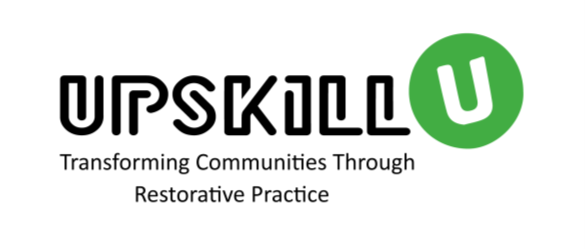 UPSKILL U
Transforming Communities Through
Restorative Practice